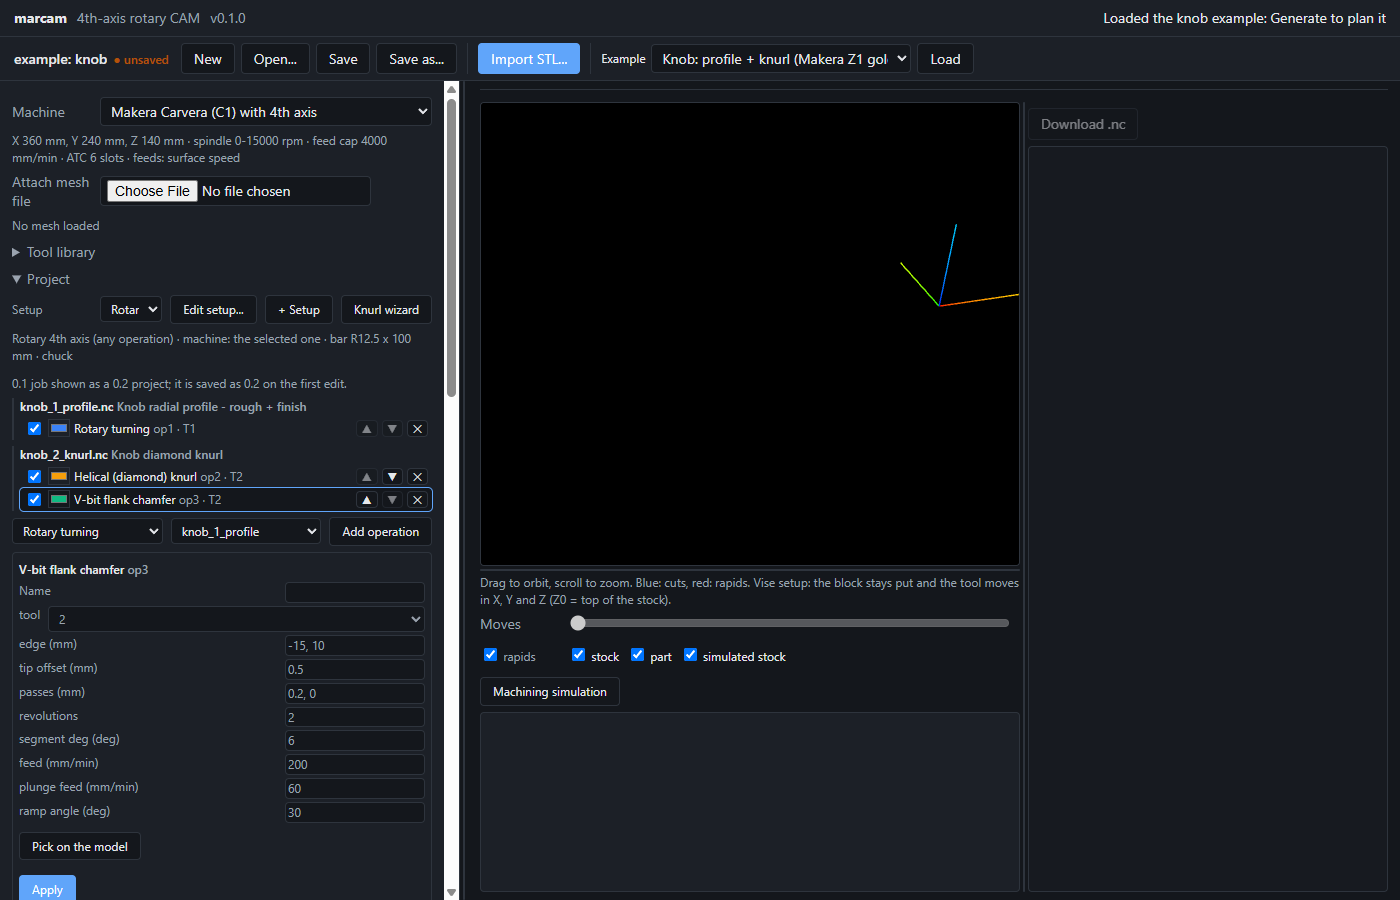 marcam 4th-axis rotary CAM v0.1.0
Loaded the knob example: Generate to plan it
example: knob ● unsaved
New
Open...
Save
Save as...
Import STL...
Example
Knob: profile + knurl (Makera Z1 gol
Load
Machine
Makera Carvera (C1) with 4th axis
X 360 mm, Y 240 mm, Z 140 mm · spindle 0-15000 rpm · feed cap 4000
mm/min · ATC 6 slots · feeds: surface speed
Attach mesh
file
Choose File No file chosen
No mesh loaded
▶ Tool library
▼ Project
Setup
Rotar
Edit setup...
+ Setup
Knurl wizard
Rotary 4th axis (any operation) · machine: the selected one · bar R12.5 x 100
mm · chuck
0.1 job shown as a 0.2 project; it is saved as 0.2 on the first edit.
knob_1_profile.nc Knob radial profile - rough + finish
Rotary turning op1 · T1
knob_2_knurl.nc Knob diamond knurl
Helical (diamond) knurl op2 · T2
V-bit flank chamfer op3 · T2
Rotary turning
knob_1_profile
Add operation
V-bit flank chamfer op3
Name
tool 2
edge (mm) -15, 10
tip offset (mm) 0.5
passes (mm) 0.2, 0
revolutions 2
segment deg (deg) 6
feed (mm/min) 200
plunge feed (mm/min) 60
ramp angle (deg) 30
Pick on the model
Apply
Drag to orbit, scroll to zoom. Blue: cuts, red: rapids. Vise setup: the block stays put and the tool moves
in X, Y and Z (Z0 = top of the stock).
Moves
rapids
stock
part
simulated stock
Machining simulation
Download .nc